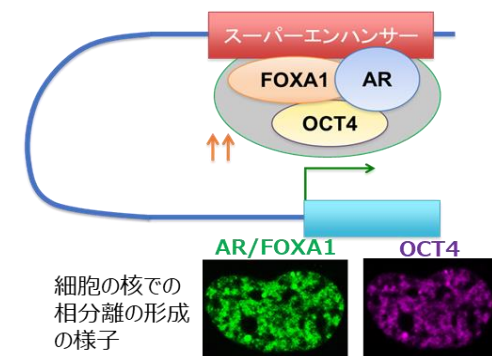 スーパーエンハンサー
FOXA1
AR
OCT4
AR/FOXA1
OCT4
細胞の核での
相分離の形成
の様子